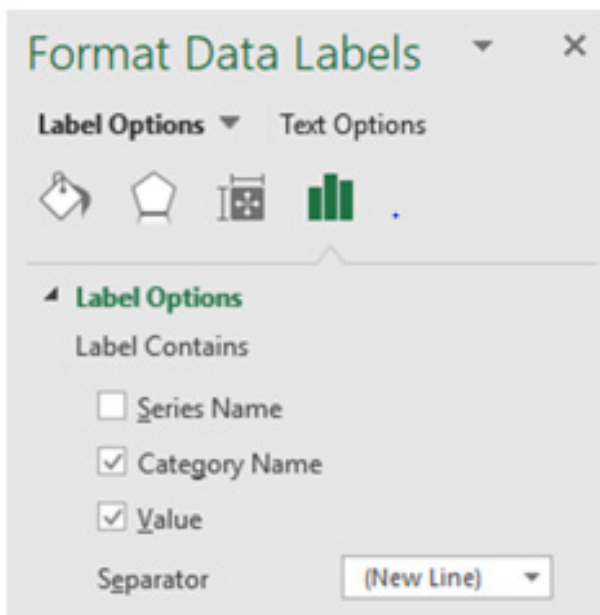 Format Data Labels
Label Options Text Options
Label Options
Label Contains
Series Name
Category Name
Value
Separator (New Line)